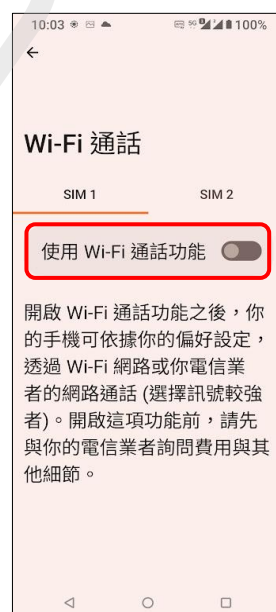 10:03 5G 100%
Wi-Fi 通話
SIM 1 SIM 2
使用 Wi-Fi 通話功能
開啟 Wi-Fi 通話功能之後，你
的手機可依據你的偏好設定，
透過 Wi-Fi 網路或你電信業
者的網路通話 (選擇訊號較強
者)。開啟這項功能前，請先
與你的電信業者詢問費用與其
他細節。